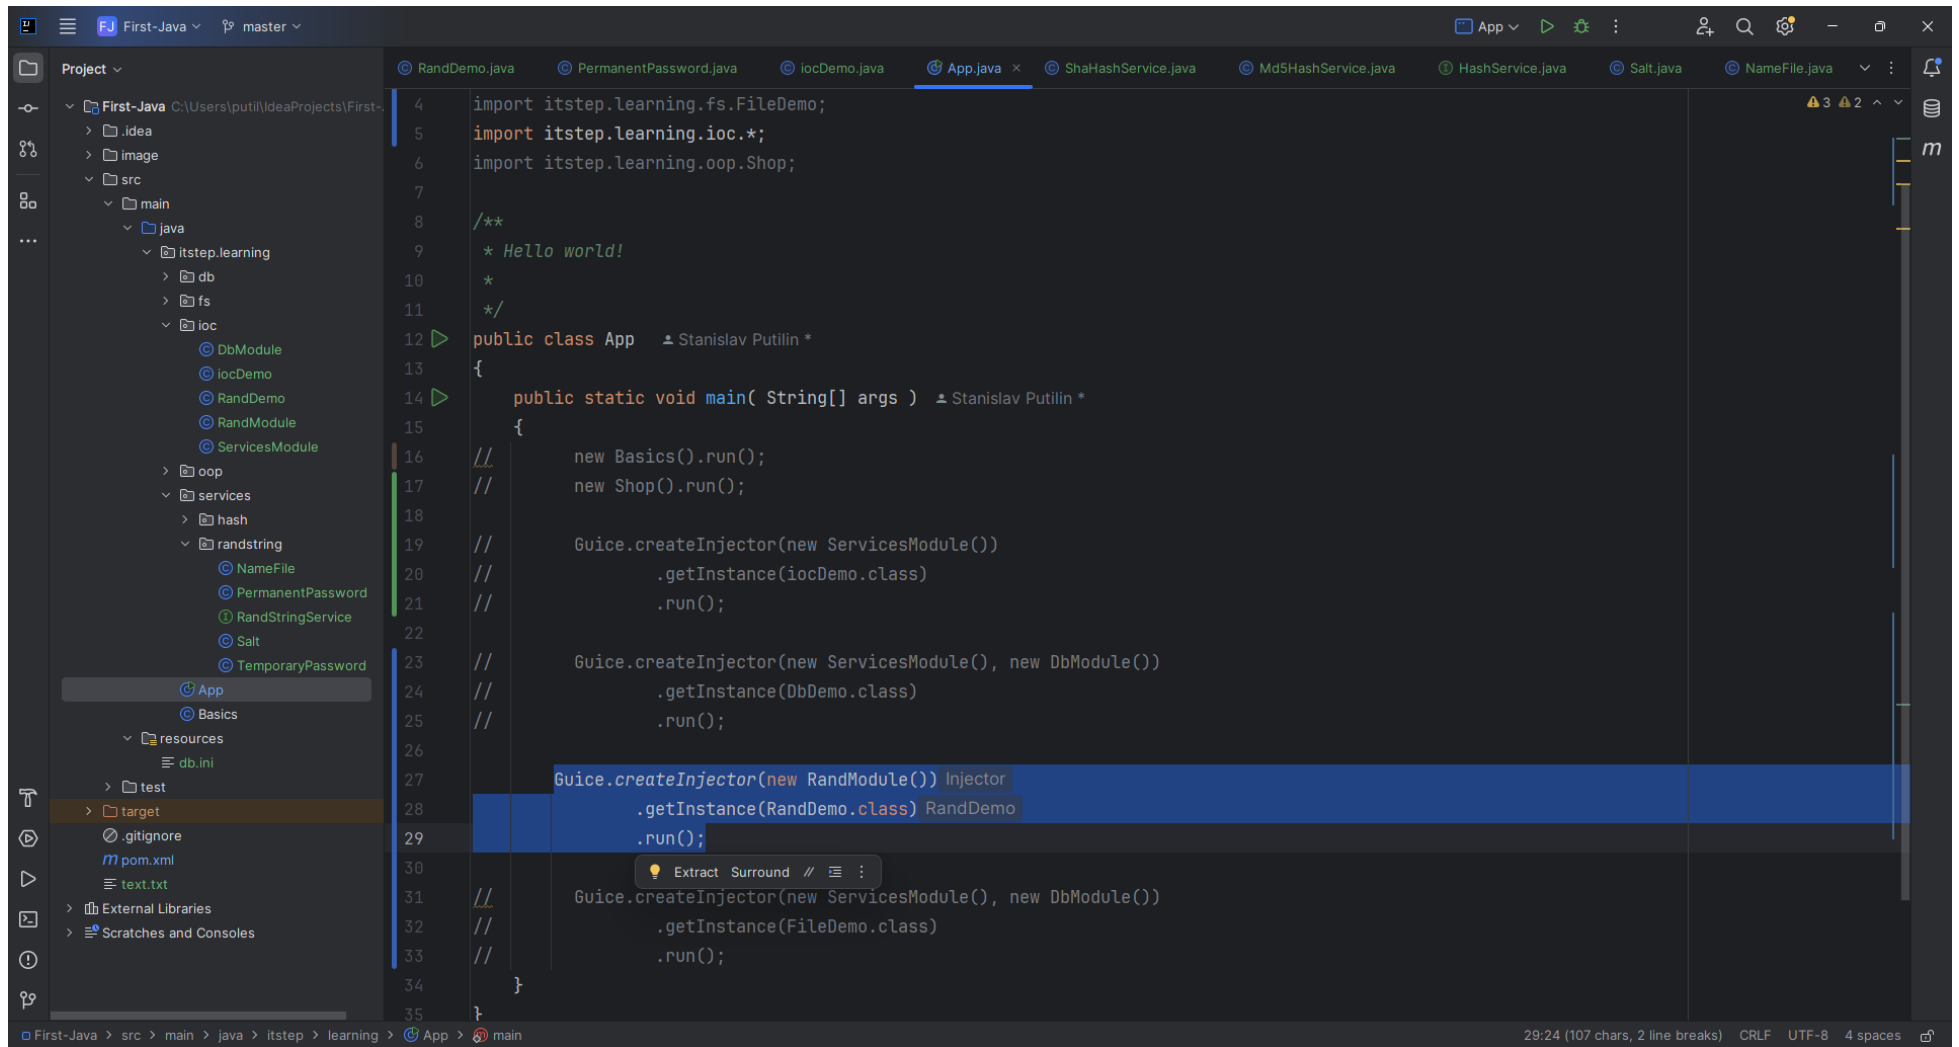 FJ First-Java master App
Project
First-Java C:\Users\putil\IdeaProjects\First-
.idea
image
src
main
java
itstep.learning
db
fs
ioc
DbModule
iocDemo
RandDemo
RandModule
ServicesModule
oop
services
hash
randstring
NameFile
PermanentPassword
RandStringService
Salt
TemporaryPassword
App
Basics
resources
db.ini
test
target
.gitignore
pom.xml
text.txt
External Libraries
Scratches and Consoles
RandDemo.java PermanentPassword.java iocDemo.java App.java ShaHashService.java Md5HashService.java HashService.java Salt.java NameFile.java
3 2
4 import itstep.learning.fs.FileDemo;
5 import itstep.learning.ioc.*;
6 import itstep.learning.oop.Shop;
7
8 /**
9 * Hello world!
10 *
11 */
12 public class App Stanislav Putilin *
13 {
14 public static void main( String[] args ) Stanislav Putilin *
15 {
16 // new Basics().run();
17 // new Shop().run();
18
19 // Guice.createInjector(new ServicesModule())
20 // .getInstance(iocDemo.class)
21 // .run();
22
23 // Guice.createInjector(new ServicesModule(), new DbModule())
24 // .getInstance(DbDemo.class)
25 // .run();
26
27 Guice.createInjector(new RandModule()) Injector
28 .getInstance(RandDemo.class) RandDemo
29 .run();
30
Extract Surround //
31 // Guice.createInjector(new ServicesModule(), new DbModule())
32 // .getInstance(FileDemo.class)
33 // .run();
34 }
35 }
First-Java > src > main > java > itstep > learning > App > main
29:24 (107 chars, 2 line breaks) CRLF UTF-8 4 spaces